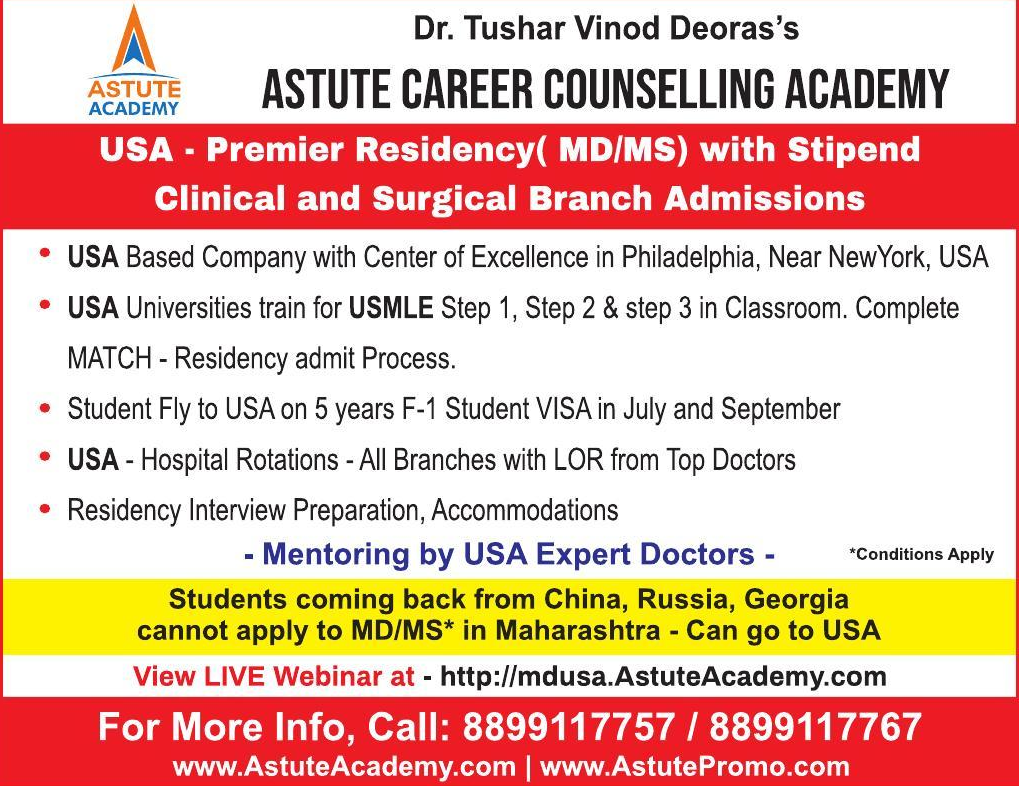 ASTUTE
ACADEMY
Dr. Tushar Vinod Deoras's
ASTUTE CAREER COUNSELLING ACADEMY
USA - Premier Residency( MD/MS) with Stipend
Clinical and Surgical Branch Admissions
• USA Based Company with Center of Excellence in Philadelphia, Near NewYork, USA
• USA Universities train for USMLE Step 1, Step 2 & step 3 in Classroom. Complete
MATCH - Residency admit Process.
• Student Fly to USA on 5 years F-1 Student VISA in July and September
• USA - Hospital Rotations - All Branches with LOR from Top Doctors
• Residency Interview Preparation, Accommodations
- Mentoring by USA Expert Doctors - *Conditions Apply
Students coming back from China, Russia, Georgia
cannot apply to MD/MS* in Maharashtra - Can go to USA
View LIVE Webinar at - http://mdusa.AstuteAcademy.com
For More Info, Call: 8899117757 / 8899117767
www.AstuteAcademy.com | www.AstutePromo.com